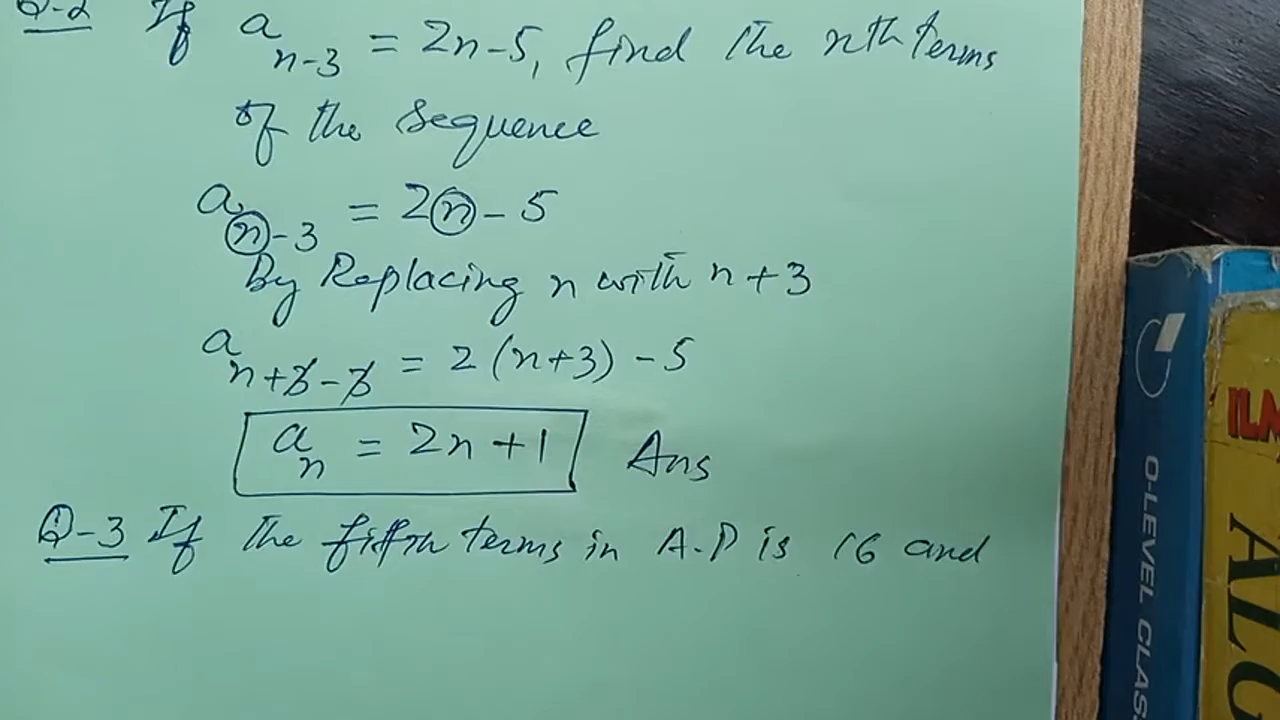 Q-2 If a_{n-3} = 2n-5, find the nth terms
of the sequence
a_{n-3} = 2n - 5
By Replacing n with n+3
a_{n+3-3} = 2(n+3) - 5
a_n = 2n+1 Ans
Q-3 If the fifth terms in A.P is 16 and
O-LEVEL CLAS